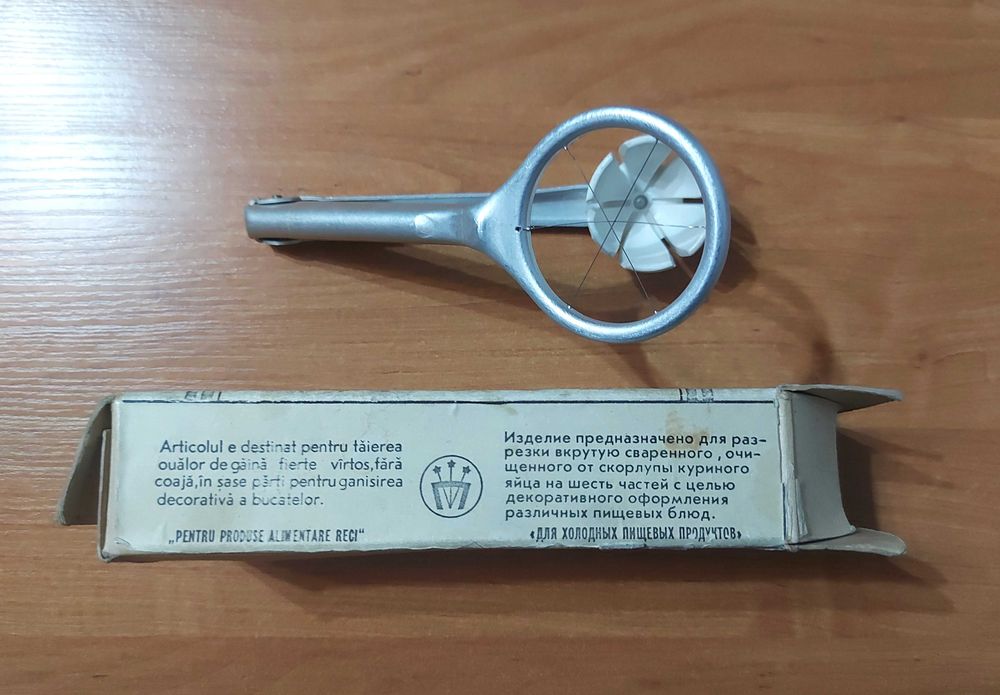 Articolul e destinat pentru tăierea
ouălor de găină fierte vîrtos, fără
coajă, în șase părți pentru ganisirea
decorativă a bucatelor.
„PENTRU PRODUSE ALIMENTARE RECI“
Изделие предназначено для раз-
резки вкрутую сваренного, очи-
щенного от скорлупы куриного
яйца на шесть частей с целью
декоративного оформления
различных пищевых блюд.
«ДЛЯ ХОЛОДНЫХ ПИЩЕВЫХ ПРОДУКТОВ»